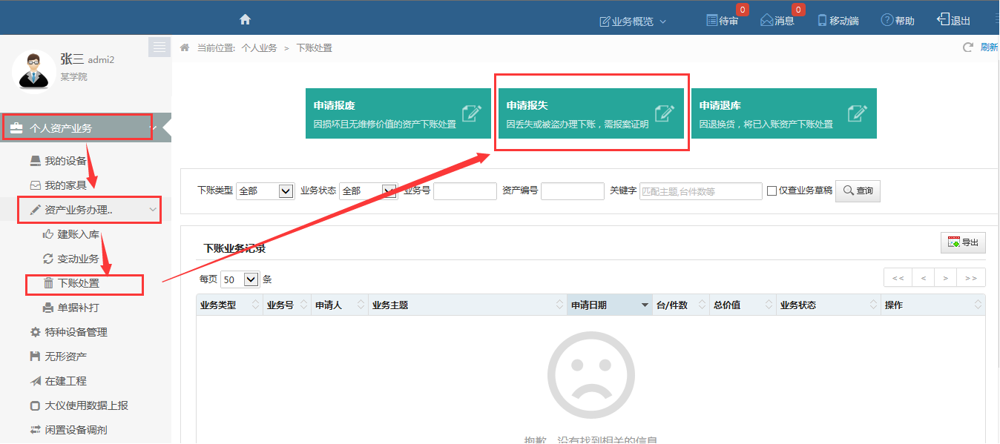 业务概览
待审 0
消息 0
移动端
帮助
退出
张三 admi2
某学院
当前位置: 个人业务 > 下账处置
刷新
个人资产业务
我的设备
我的家具
资产业务办理..
建账入库
变动业务
下账处置
单据补打
特种设备管理
无形资产
在建工程
大仪使用数据上报
闲置设备调剂
申请报废
因损坏且无维修价值的资产下账处置
申请报失
因丢失或被盗办理下账，需报案证明
申请退库
因退换货，将已入账资产下账处置
下账类型 全部 业务状态 全部 业务号 资产编号 关键字 匹配主题,台件数等 仅查业务草稿 查询
下账业务记录
导出
每页 50 条
<< < > >>
业务类型 业务号 申请人 业务主题 申请日期 台/件数 总价值 业务状态 操作
抱歉，没有找到相关的信息